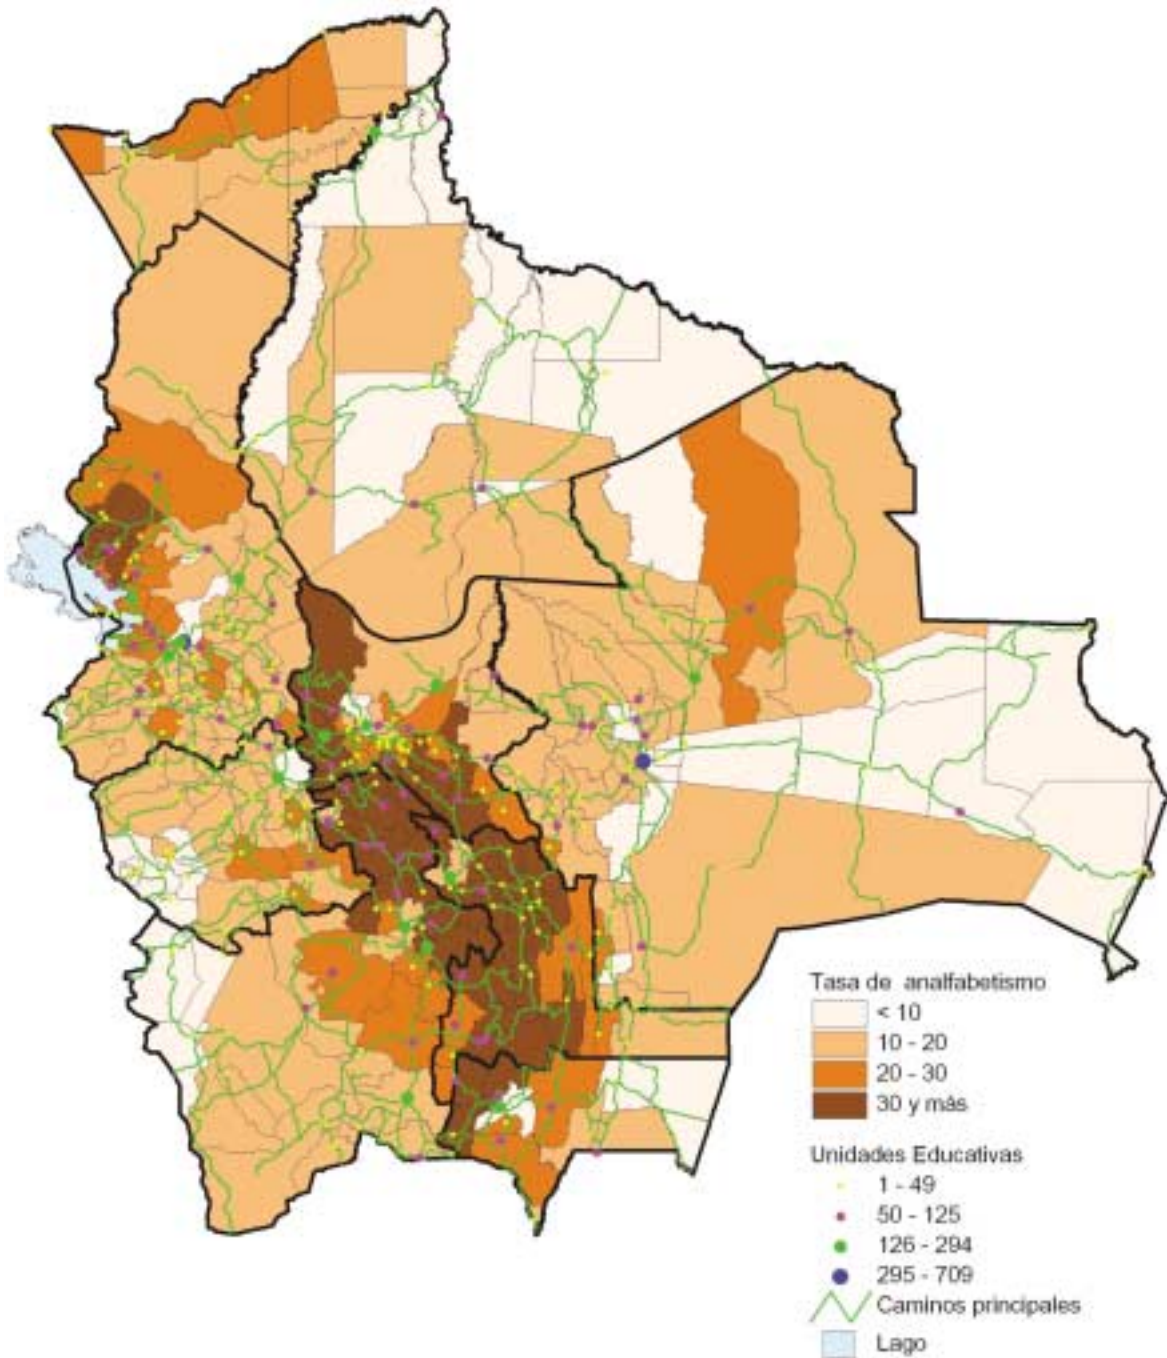 Tasa de analfabetismo
< 10
10 - 20
20 - 30
30 y más
Unidades Educativas
1 - 49
50 - 125
126 - 294
295 - 709
Caminos principales
Lago